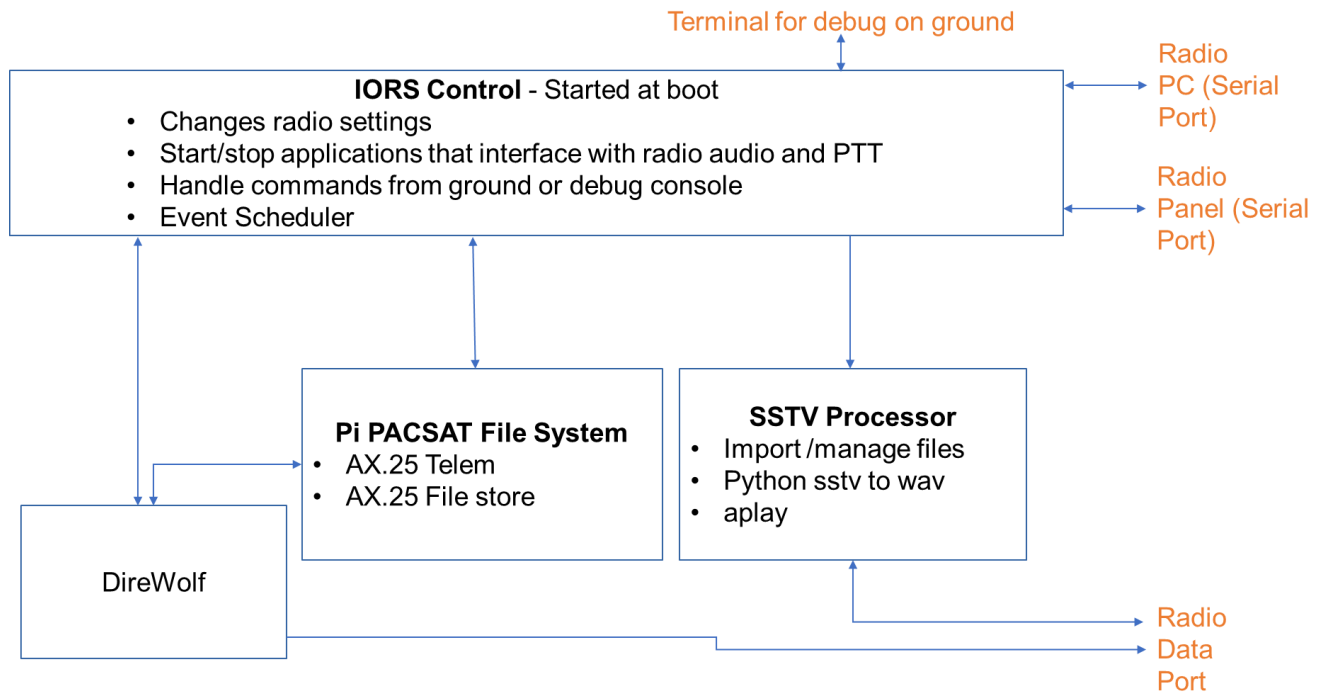 Terminal for debug on ground
Radio
PC (Serial
Port)
IORS Control - Started at boot
• Changes radio settings
• Start/stop applications that interface with radio audio and PTT
• Handle commands from ground or debug console
• Event Scheduler
Radio
Panel (Serial
Port)
Pi PACSAT File System
• AX.25 Telem
• AX.25 File store
SSTV Processor
• Import /manage files
• Python sstv to wav
• aplay
DireWolf
Radio
Data
Port